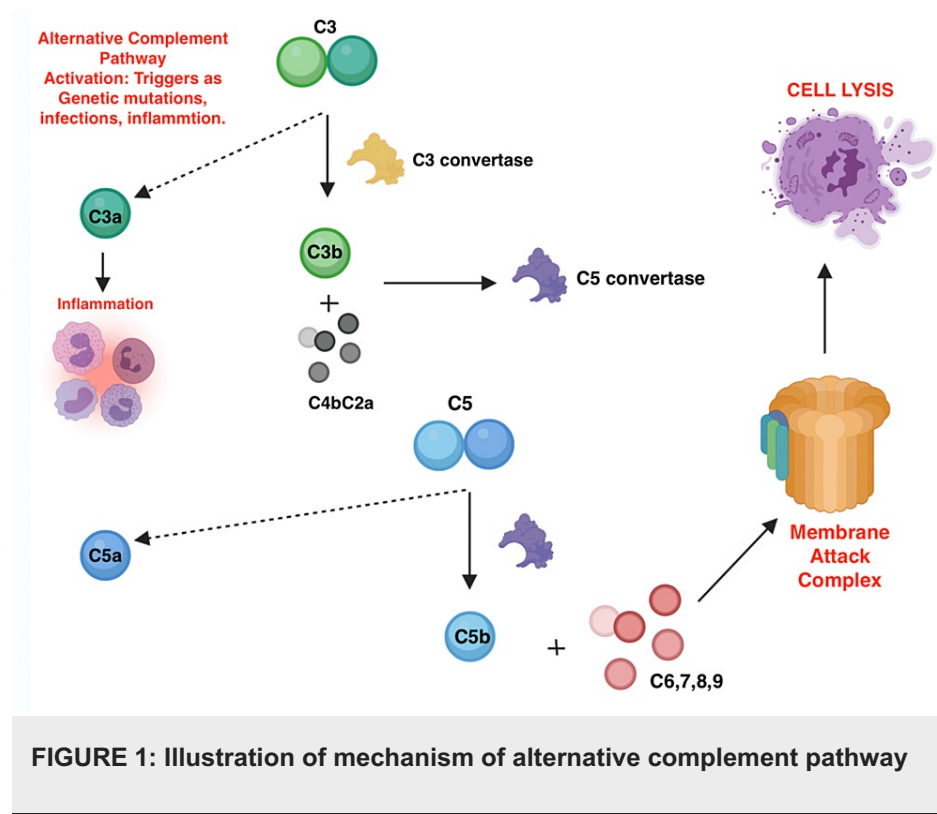 Alternative Complement
Pathway
Activation: Triggers as
Genetic mutations,
infections, inflammtion.
C3
CELL LYSIS
C3 convertase
C3a
C3b
C5 convertase
Inflammation
+
C4bC2a
C5
C5a
Membrane
Attack
Complex
C5b
+
C6,7,8,9
FIGURE 1: Illustration of mechanism of alternative complement pathway